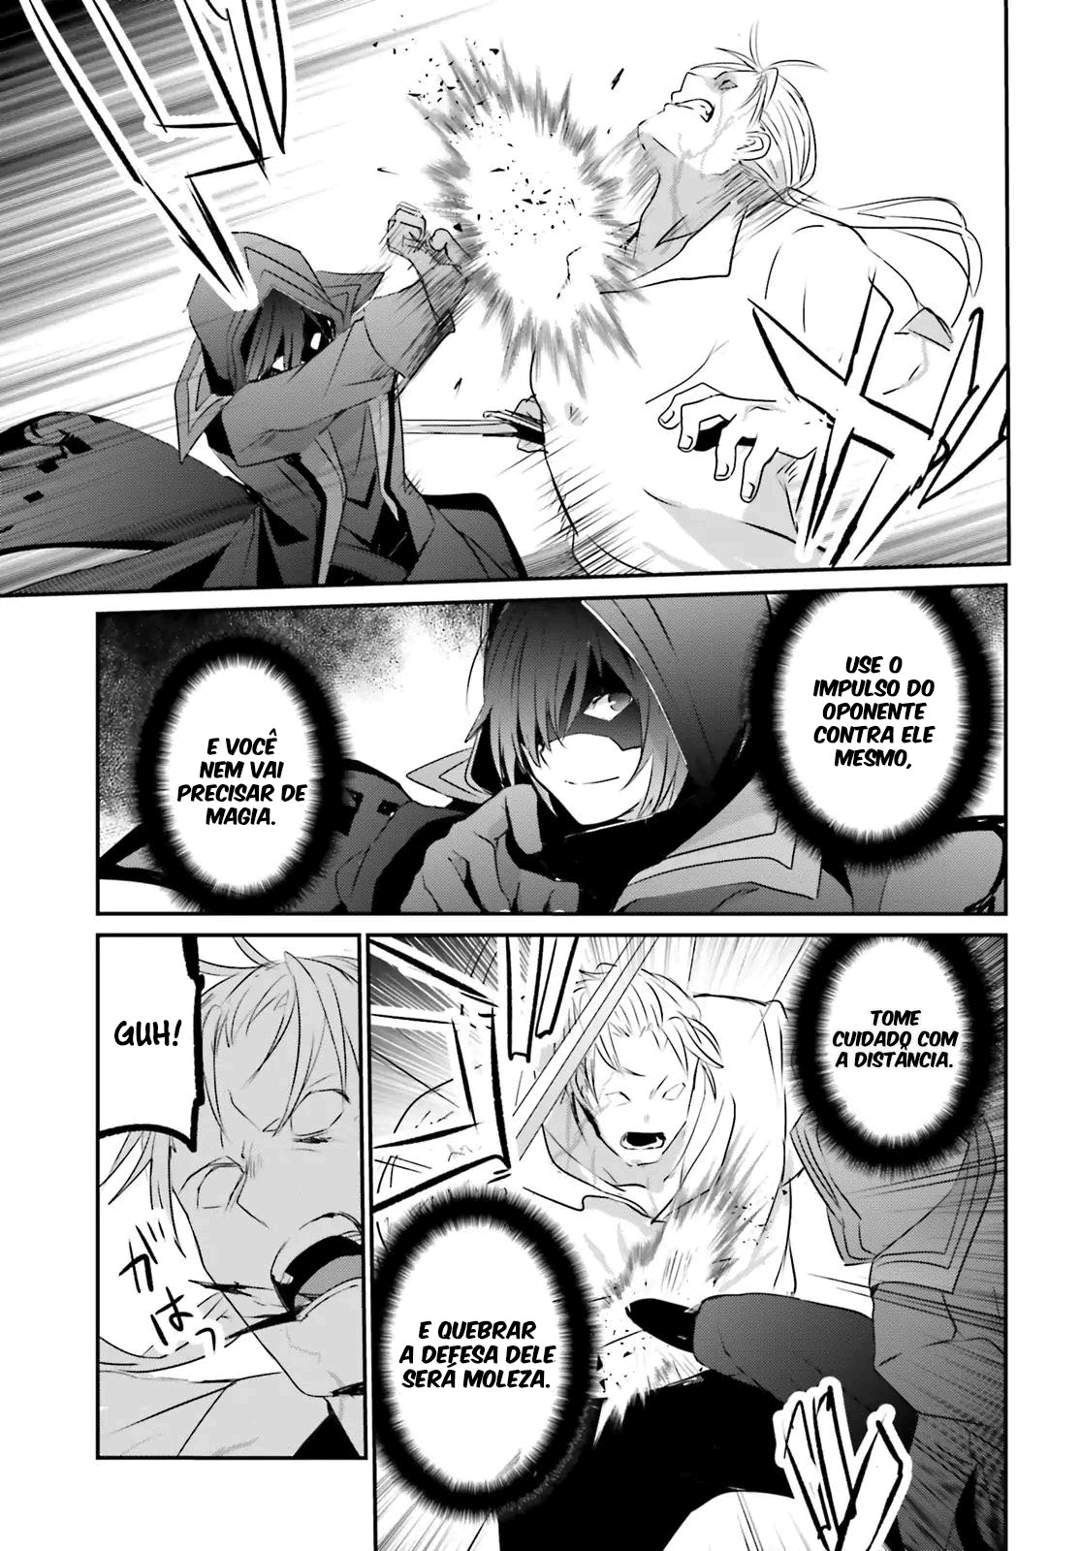 USE O
IMPULSO DO
OPONENTE
CONTRA ELE
MESMO,
E VOCÊ
NEM VAI
PRECISAR DE
MAGIA.
TOME
CUIDADO COM
A DISTÂNCIA.
E QUEBRAR
A DEFESA DELE
SERÁ MOLEZA.
GUH!
がはっ